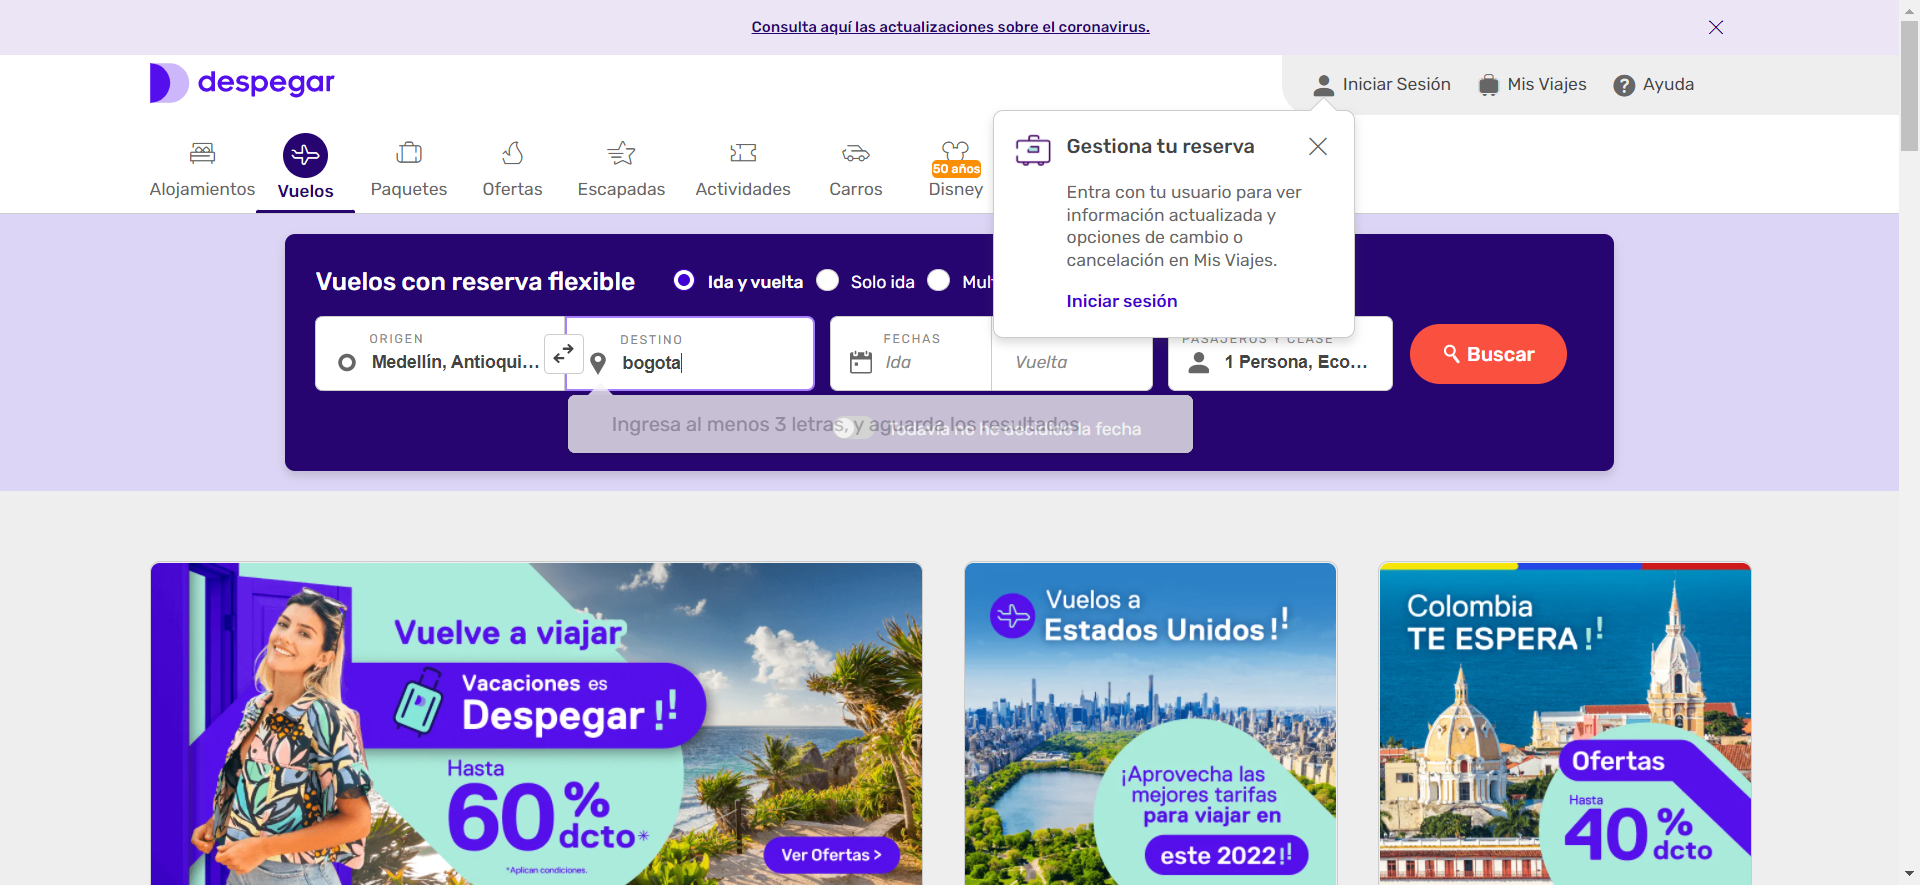 Consulta aquí las actualizaciones sobre el coronavirus.
despegar
Iniciar Sesión
Mis Viajes
Ayuda
Alojamientos
Vuelos
Paquetes
Ofertas
Escapadas
Actividades
Carros
50 años
Disney
Gestiona tu reserva
Entra con tu usuario para ver
información actualizada y
opciones de cambio o
cancelación en Mis Viajes.
Iniciar sesión
Vuelos con reserva flexible
Ida y vuelta
Solo ida
ORIGEN
Medellín, Antioqui...
DESTINO
bogota
FECHAS
Ida
Vuelta
PASAJEROS Y CLASE
1 Persona, Eco...
Buscar
Ingresa al menos 3 letras, y aguarda los resultados
Todavía no he decidido la fecha
Vuelve a viajar
Vacaciones es
Despegar !!
Hasta
60% dcto*
*Aplican condiciones.
Ver Ofertas >
Vuelos a
Estados Unidos!!
¡Aprovecha las
mejores tarifas
para viajar en
este 2022!!
Colombia
TE ESPERA!!
Ofertas
Hasta
40% dcto